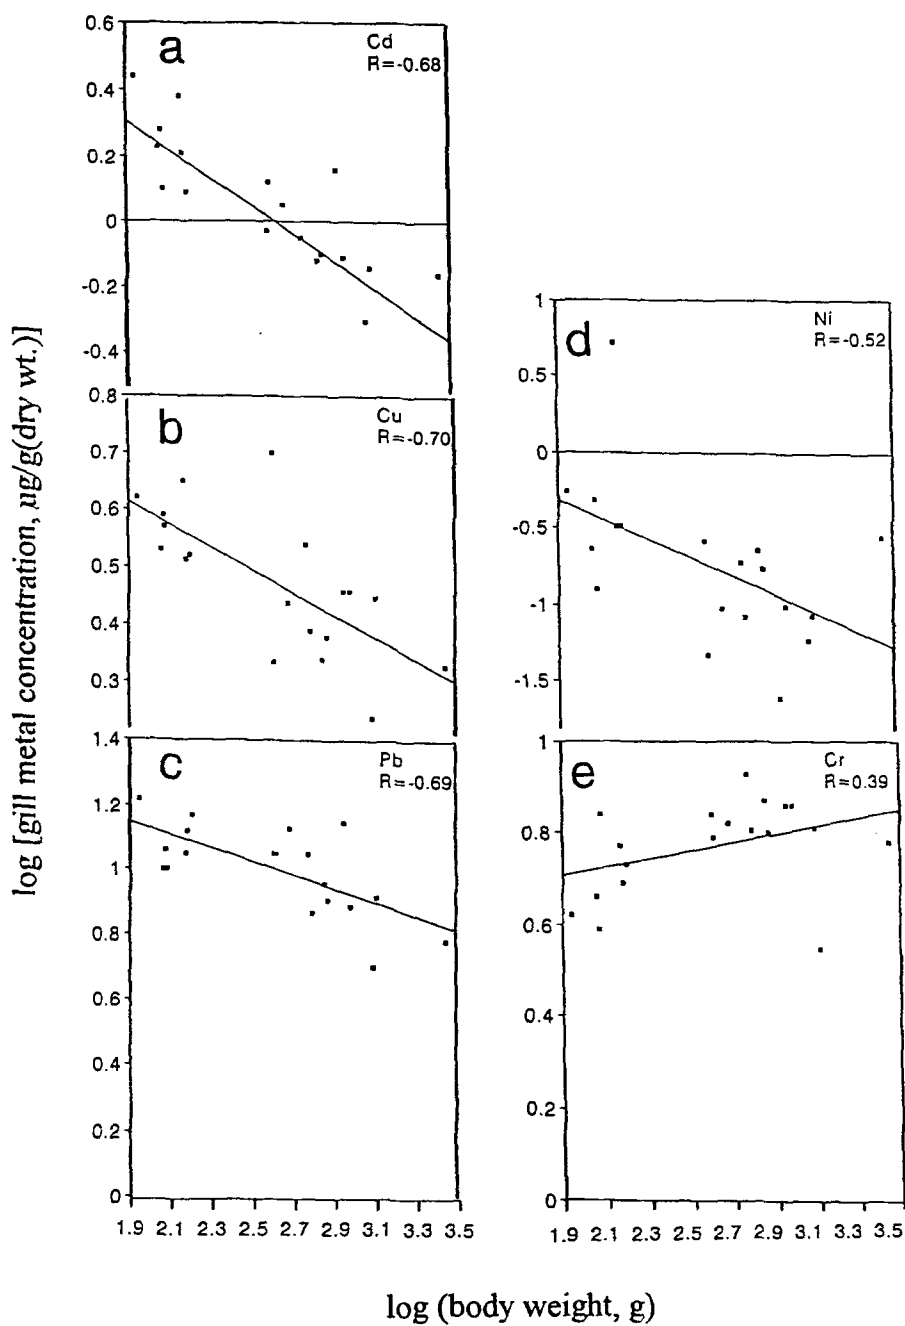 log [gill metal concentration, µg/g(dry wt.)]
a
Cd
R=-0.68
0.6
0.4
0.2
0
-0.2
-0.4
b
Cu
R=-0.70
0.8
0.7
0.6
0.5
0.4
0.3
c
Pb
R=-0.69
1.4
1.2
1
0.8
0.6
0.4
0.2
0
1.9 2.1 2.3 2.5 2.7 2.9 3.1 3.3 3.5
d
Ni
R=-0.52
1
0.5
0
-0.5
-1
-1.5
e
Cr
R=0.39
1
0.8
0.6
0.4
0.2
0
1.9 2.1 2.3 2.5 2.7 2.9 3.1 3.3 3.5
log (body weight, g)